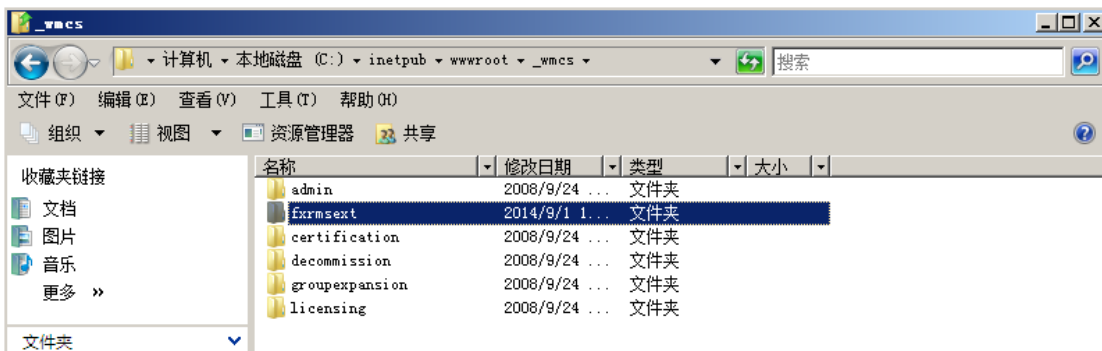 _wmcs
计算机 本地磁盘 (C:) inetpub wwwroot _wmcs 搜索
文件(F) 编辑(E) 查看(V) 工具(T) 帮助(H)
组织 视图 资源管理器 共享
收藏夹链接
文档
图片
音乐
更多 »
文件夹
名称 修改日期 类型 大小
admin 2008/9/24 ... 文件夹
fxrmsext 2014/9/1 1... 文件夹
certification 2008/9/24 ... 文件夹
decommission 2008/9/24 ... 文件夹
groupexpansion 2008/9/24 ... 文件夹
licensing 2008/9/24 ... 文件夹